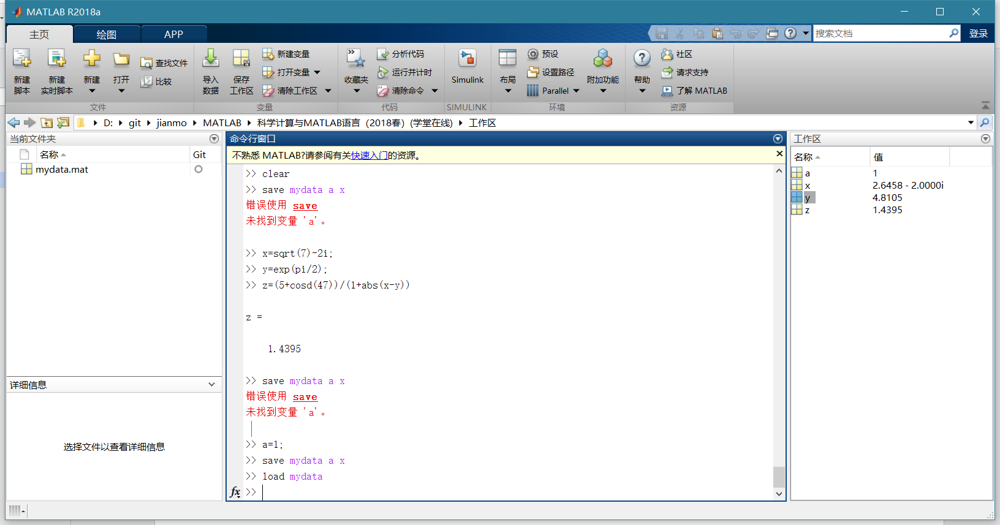 MATLAB R2018a
主页 绘图 APP 搜索文档 登录
新建脚本 新建实时脚本 新建 打开 查找文件 比较
导入数据 保存工作区 新建变量 打开变量 清除工作区
收藏夹 分析代码 运行并计时 清除命令
Simulink
布局 预设 设置路径 Parallel 附加功能
帮助 社区 请求支持 了解 MATLAB
文件 变量 代码 SIMULINK 环境 资源
D: git jianmo MATLAB 科学计算与MATLAB语言（2018春）(学堂在线) 工作区
当前文件夹
名称 Git
mydata.mat
详细信息
选择文件以查看详细信息
命令行窗口
不熟悉 MATLAB?请参阅有关快速入门的资源。
>> clear
>> save mydata a x
错误使用 save
未找到变量 'a'。
>> x=sqrt(7)-2i;
>> y=exp(pi/2);
>> z=(5+cosd(47))/(1+abs(x-y))
z =
1.4395
>> save mydata a x
错误使用 save
未找到变量 'a'。
>> a=1;
>> save mydata a x
>> load mydata
fx >>
工作区
名称 值
a 1
x 2.6458 - 2.0000i
y 4.8105
z 1.4395